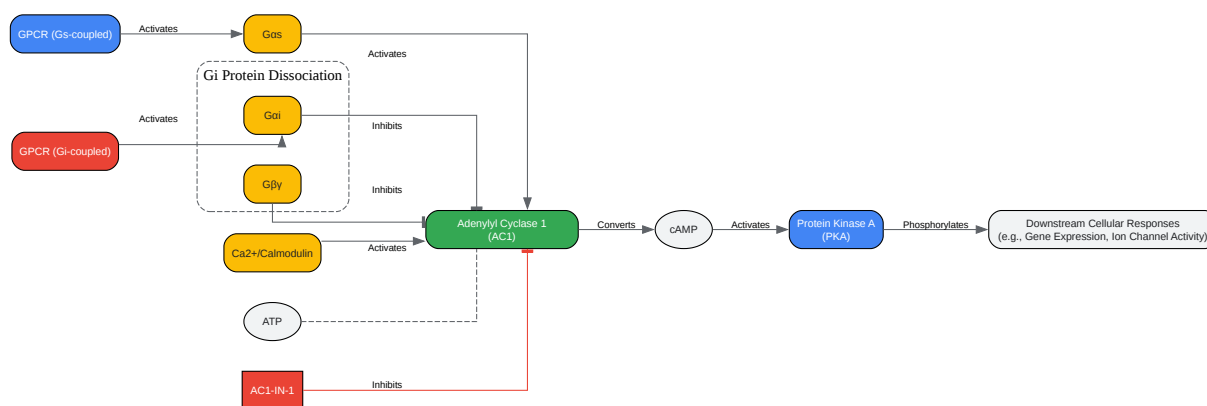 GPCR (Gs-coupled)
Activates
Gαs
Activates
Gi Protein Dissociation
Gαi
Activates
Inhibits
GPCR (Gi-coupled)
Gβγ
Inhibits
Adenylyl Cyclase 1
(AC1)
Converts
cAMP
Activates
Protein Kinase A
(PKA)
Phosphorylates
Downstream Cellular Responses
(e.g., Gene Expression, Ion Channel Activity)
Ca2+/Calmodulin
Activates
ATP
AC1-IN-1
Inhibits